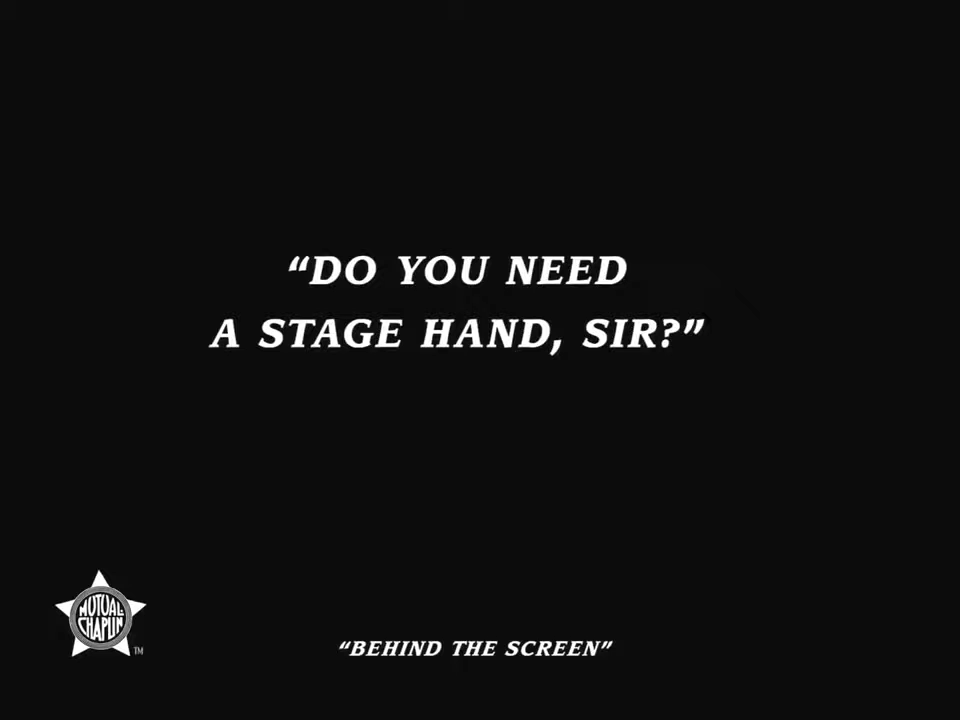 “DO YOU NEED
A STAGE HAND, SIR?”
MUTUAL-
CHAPLIN
TM
“BEHIND THE SCREEN”